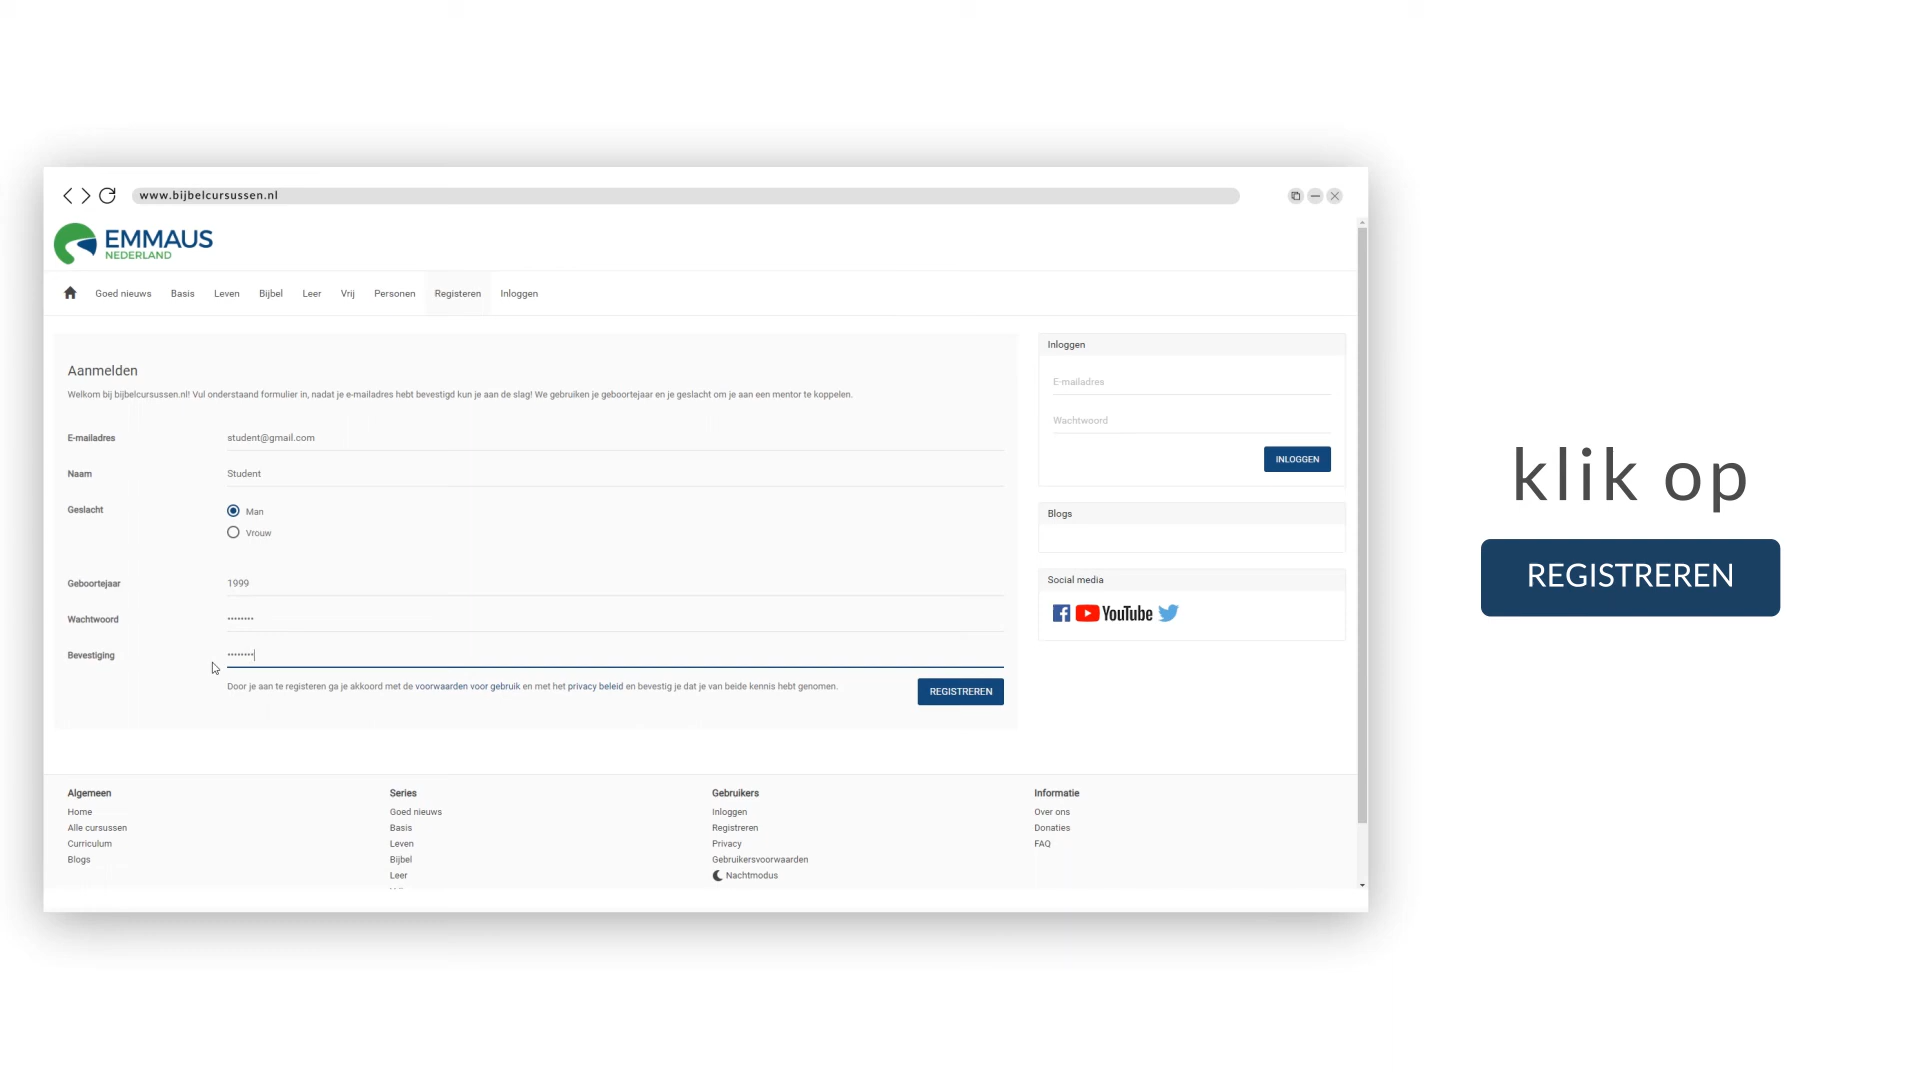 www.bijbelcursussen.nl
EMMAUS
NEDERLAND
Goed nieuws Basis Leven Bijbel Leer Vrij Personen Registeren Inloggen
Aanmelden
Welkom bij bijbelcursussen.nl! Vul onderstaand formulier in, nadat je e-mailadres hebt bevestigd kun je aan de slag! We gebruiken je geboortejaar en je geslacht om je aan een mentor te koppelen.
E-mailadres student@gmail.com
Naam Student
Geslacht Man
Vrouw
Geboortejaar 1999
Wachtwoord ••••••••
Bevestiging ••••••••
Door je aan te registeren ga je akkoord met de voorwaarden voor gebruik en met het privacy beleid en bevestig je dat je van beide kennis hebt genomen.
REGISTREREN
Inloggen
E-mailadres
Wachtwoord
INLOGGEN
Blogs
Social media
YouTube
klik op
REGISTREREN
Algemeen
Home
Alle cursussen
Curriculum
Blogs
Series
Goed nieuws
Basis
Leven
Bijbel
Leer
Gebruikers
Inloggen
Registreren
Privacy
Gebruikersvoorwaarden
Nachtmodus
Informatie
Over ons
Donaties
FAQ